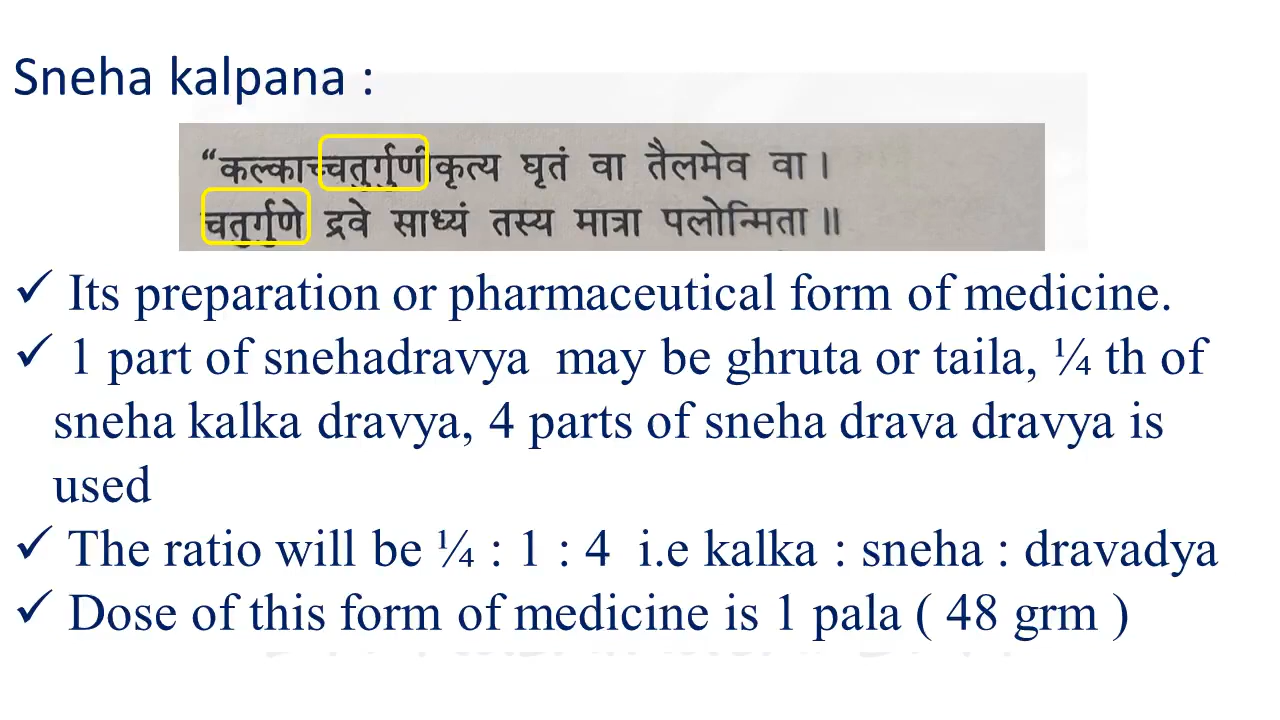 Sneha kalpana :
“कल्काच्चतुर्गुणीकृत्य घृतं वा तैलमेव वा ।
चतुर्गुणे द्रवे साध्यं तस्य मात्रा पलोन्मिता ॥
✓ Its preparation or pharmaceutical form of medicine.
✓ 1 part of snehadravya may be ghruta or taila, ¼ th of
sneha kalka dravya, 4 parts of sneha drava dravya is
used
✓ The ratio will be ¼ : 1 : 4 i.e kalka : sneha : dravadya
✓ Dose of this form of medicine is 1 pala ( 48 grm )